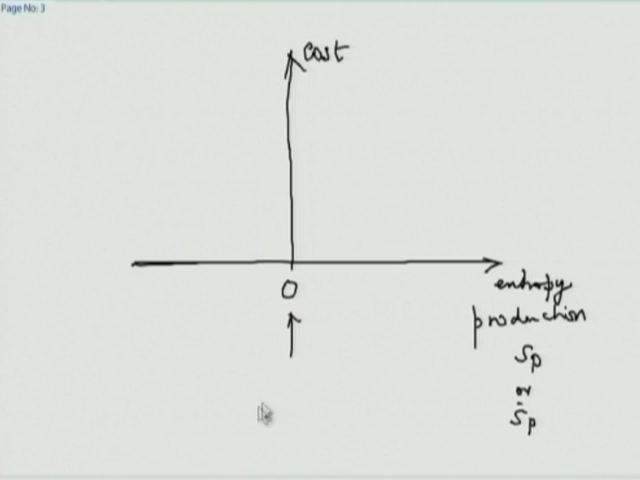 Page No: 3
cost
0
entropy
production
Sp
or
Ṡp